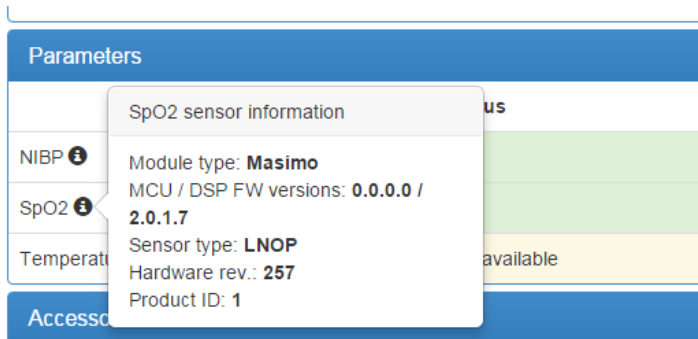 Parameters
us
SpO2 sensor information
NIBP
Module type: Masimo
MCU / DSP FW versions: 0.0.0.0 /
2.0.1.7
SpO2
Sensor type: LNOP
Temperatu
available
Hardware rev.: 257
Product ID: 1
Accesso